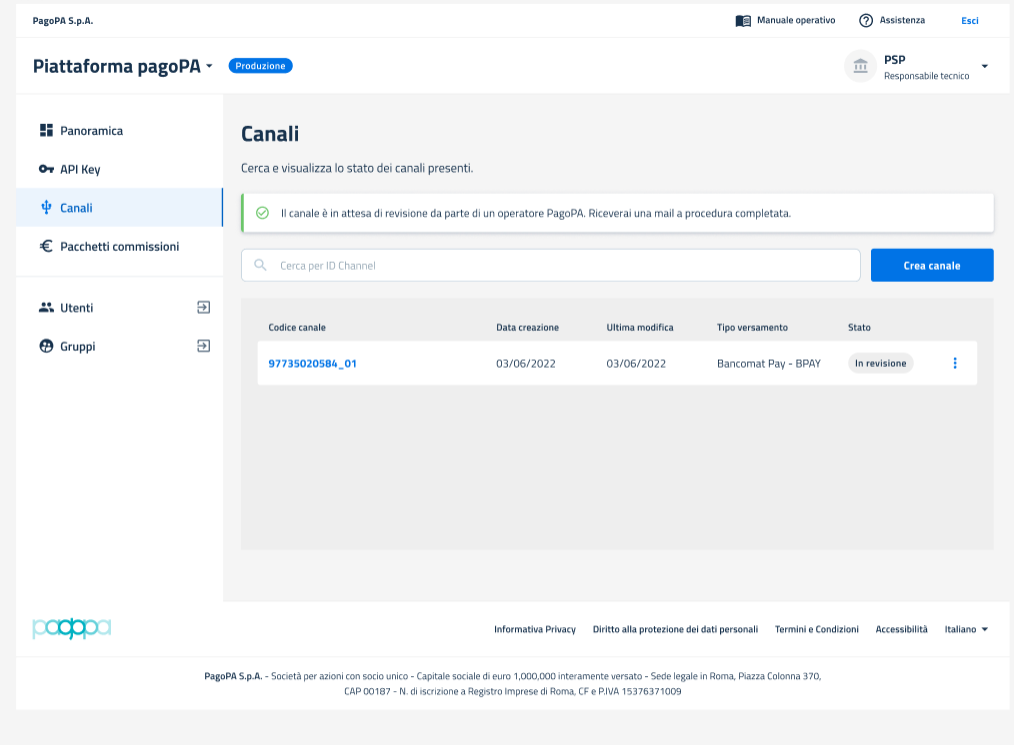 PagoPA S.p.A.
Manuale operativo
Assistenza
Esci
Piattaforma pagoPA
Produzione
PSP
Responsabile tecnico
Panoramica
API Key
Canali
Pacchetti commissioni
Utenti
Gruppi
Canali
Cerca e visualizza lo stato dei canali presenti.
Il canale è in attesa di revisione da parte di un operatore PagoPA. Riceverai una mail a procedura completata.
Cerca per ID Channel
Crea canale
Codice canale Data creazione Ultima modifica Tipo versamento Stato
97735020584_01 03/06/2022 03/06/2022 Bancomat Pay - BPAY In revisione
pagopa
Informativa Privacy Diritto alla protezione dei dati personali Termini e Condizioni Accessibilità Italiano
PagoPA S.p.A. - Società per azioni con socio unico - Capitale sociale di euro 1,000,000 interamente versato - Sede legale in Roma, Piazza Colonna 370,
CAP 00187 - N. di iscrizione a Registro Imprese di Roma, CF e P.IVA 15376371009